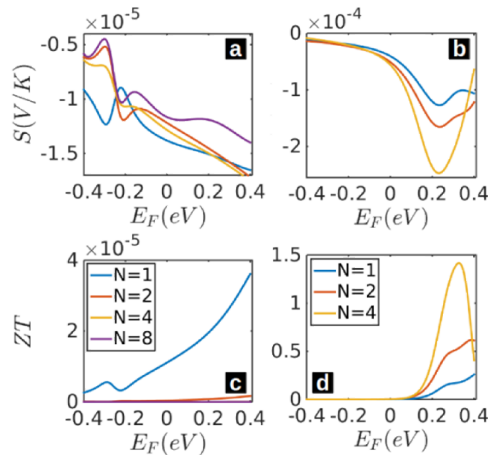 ×10⁻⁵
×10⁻⁴
S(V/K)
-0.5
-1
-1.5
a
0
-1
-2
b
-0.4 -0.2 0 0.2 0.4
-0.4 -0.2 0 0.2 0.4
E_F(eV)
E_F(eV)
×10⁻⁵
ZT
4
2
0
N=1
N=2
N=4
N=8
c
1.5
1
0.5
0
N=1
N=2
N=4
d
-0.4 -0.2 0 0.2 0.4
-0.4 -0.2 0 0.2 0.4
E_F(eV)
E_F(eV)